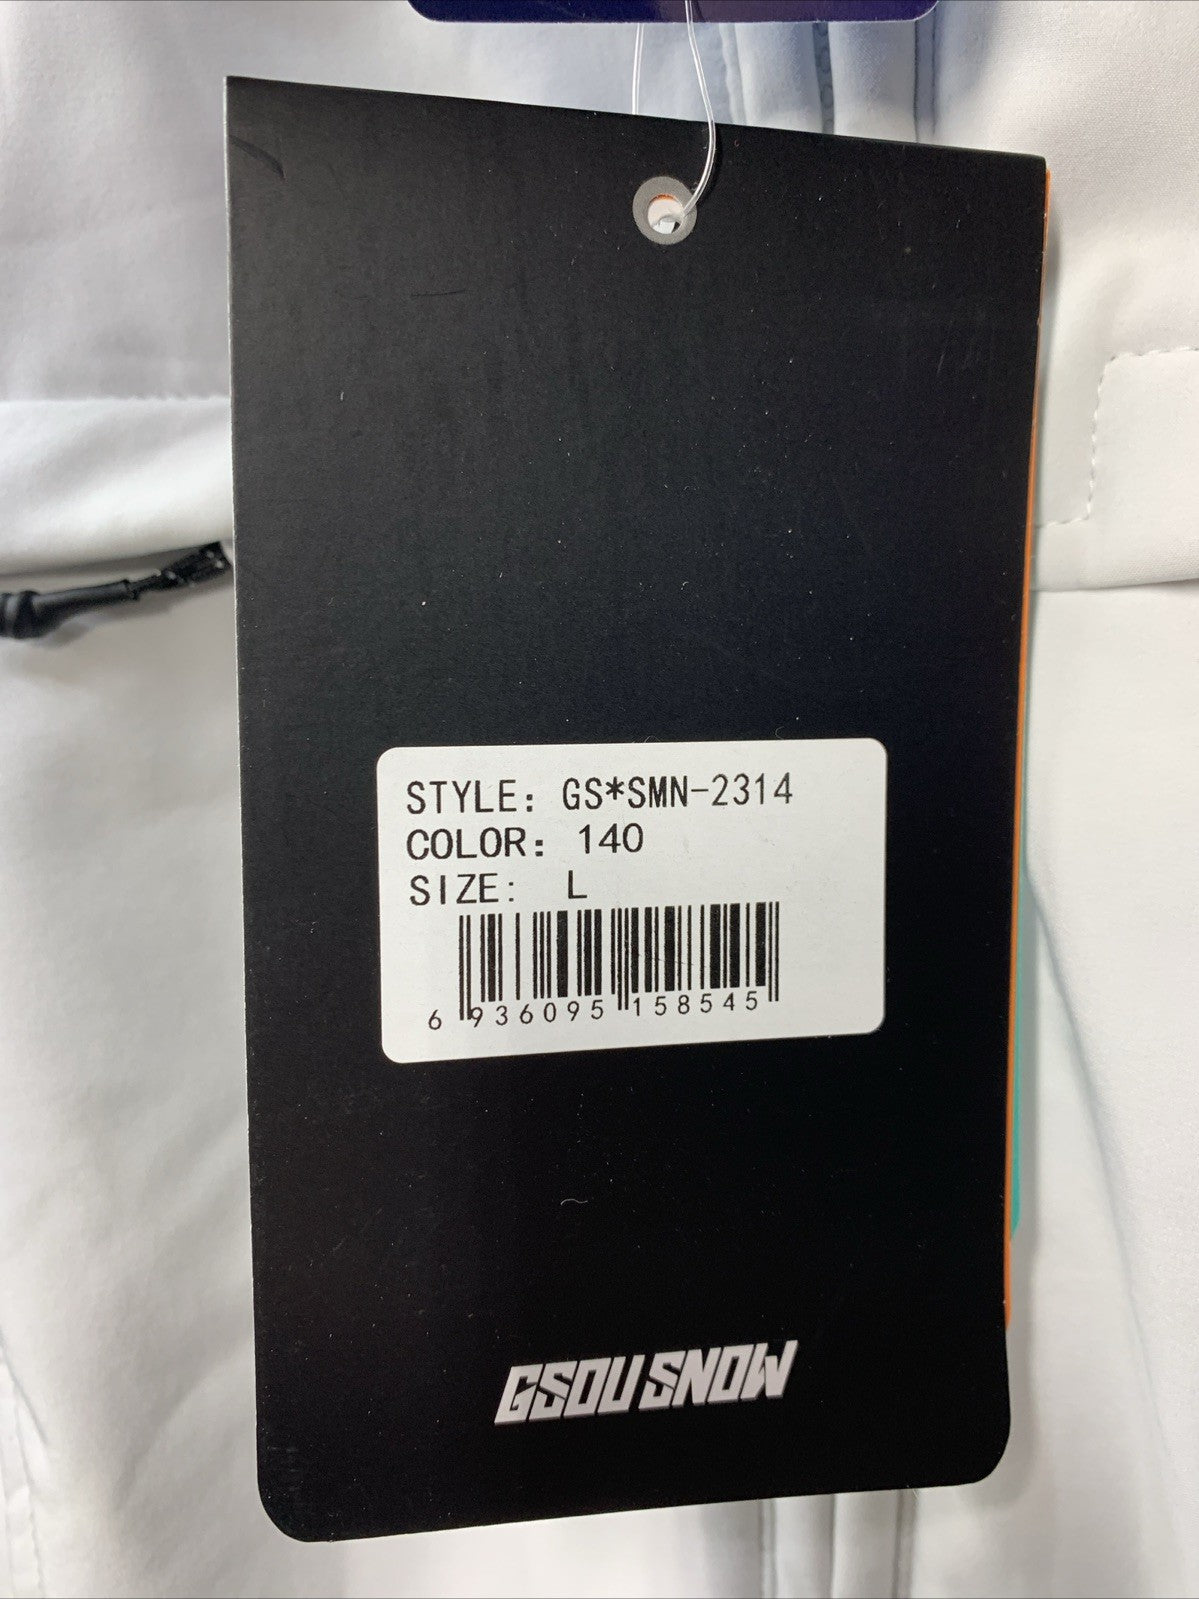 STYLE: GS*SMN-2314
COLOR: 140
SIZE: L
6 936095 158545
GSOU SNOW